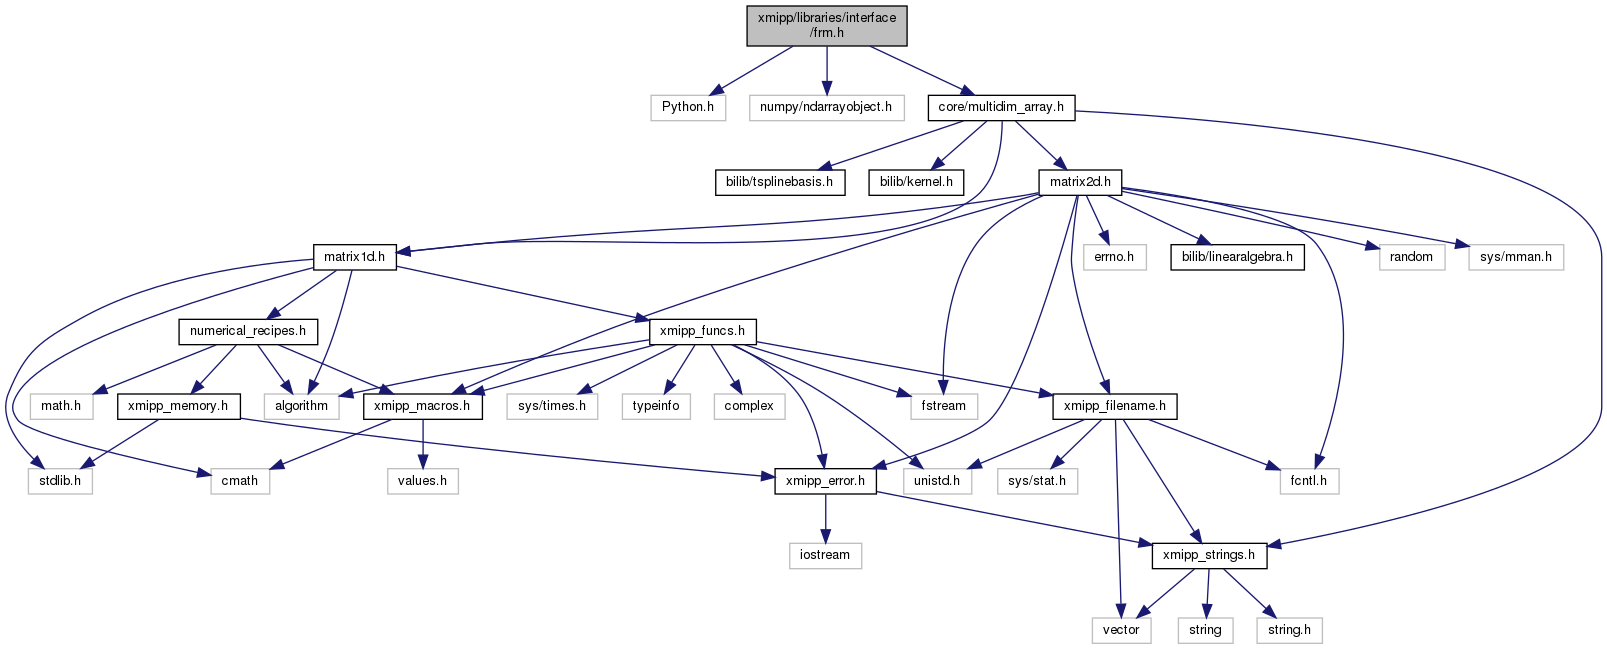 xmipp/libraries/interface
/frm.h
Python.h
numpy/ndarrayobject.h
core/multidim_array.h
bilib/tsplinebasis.h
bilib/kernel.h
matrix2d.h
matrix1d.h
errno.h
bilib/linearalgebra.h
random
sys/mman.h
numerical_recipes.h
xmipp_funcs.h
math.h
xmipp_memory.h
algorithm
xmipp_macros.h
sys/times.h
typeinfo
complex
fstream
xmipp_filename.h
stdlib.h
cmath
values.h
xmipp_error.h
unistd.h
sys/stat.h
fcntl.h
iostream
xmipp_strings.h
vector
string
string.h